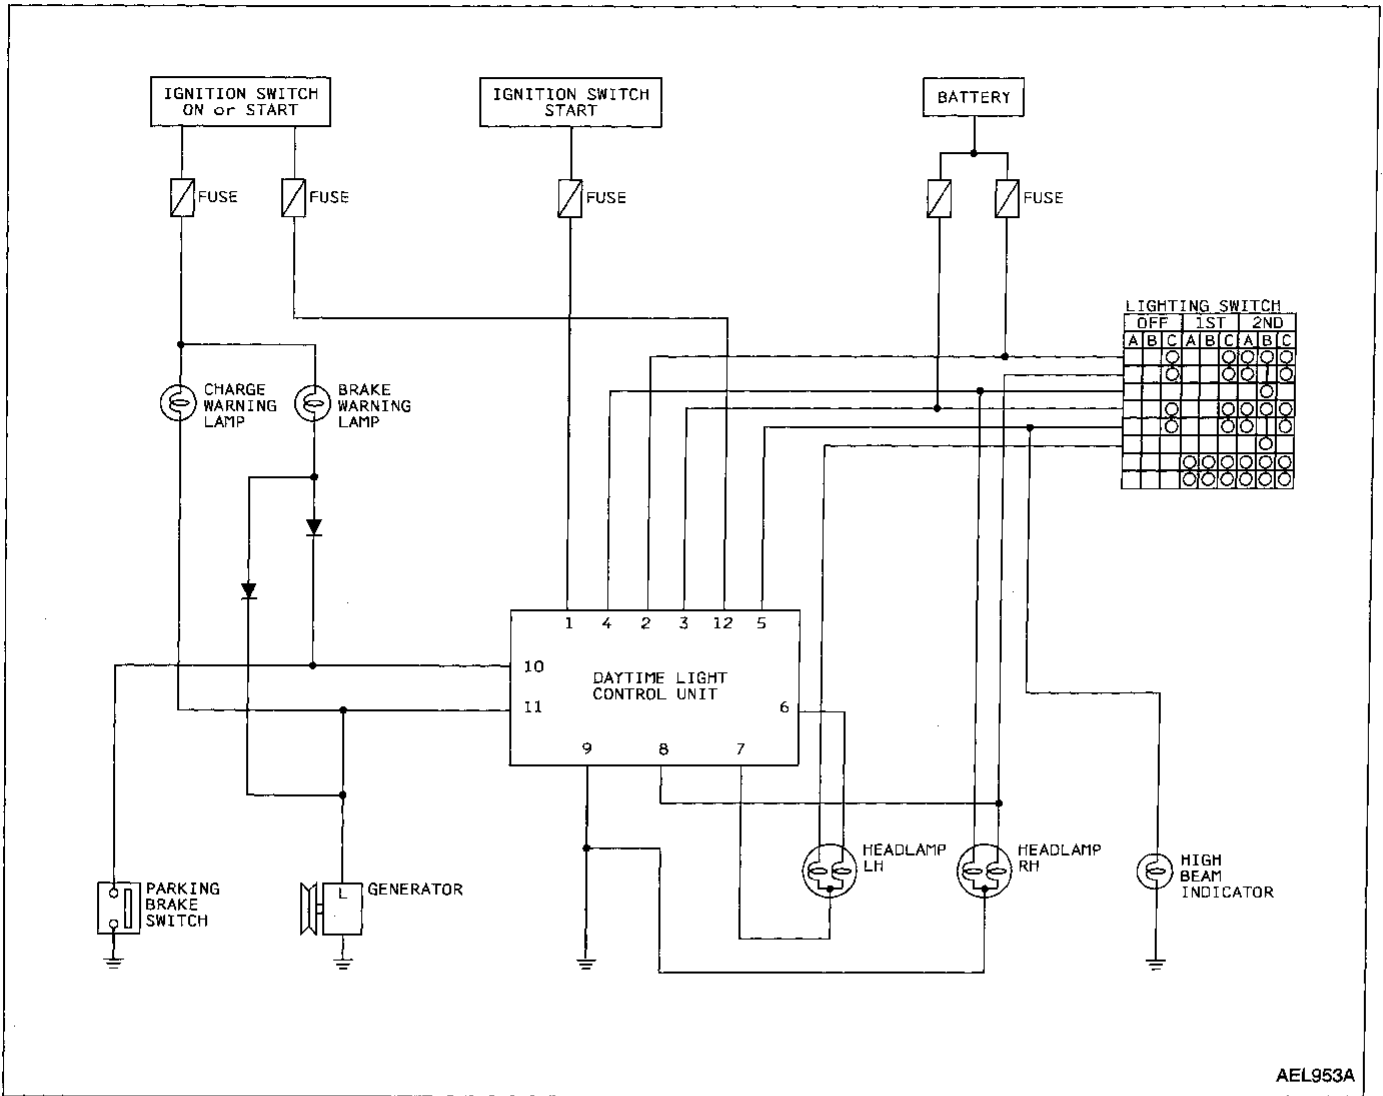 IGNITION SWITCH
ON or START
IGNITION SWITCH
START
BATTERY
FUSE
FUSE
FUSE
FUSE
LIGHTING SWITCH
OFF 1ST 2ND
A B C A B C A B C
CHARGE
WARNING
LAMP
BRAKE
WARNING
LAMP
1 4 2 3 12 5
10
DAYTIME LIGHT
CONTROL UNIT
11
6
9 8 7
HEADLAMP
LH
HEADLAMP
RH
HIGH
BEAM
INDICATOR
PARKING
BRAKE
SWITCH
L
GENERATOR
AEL953A